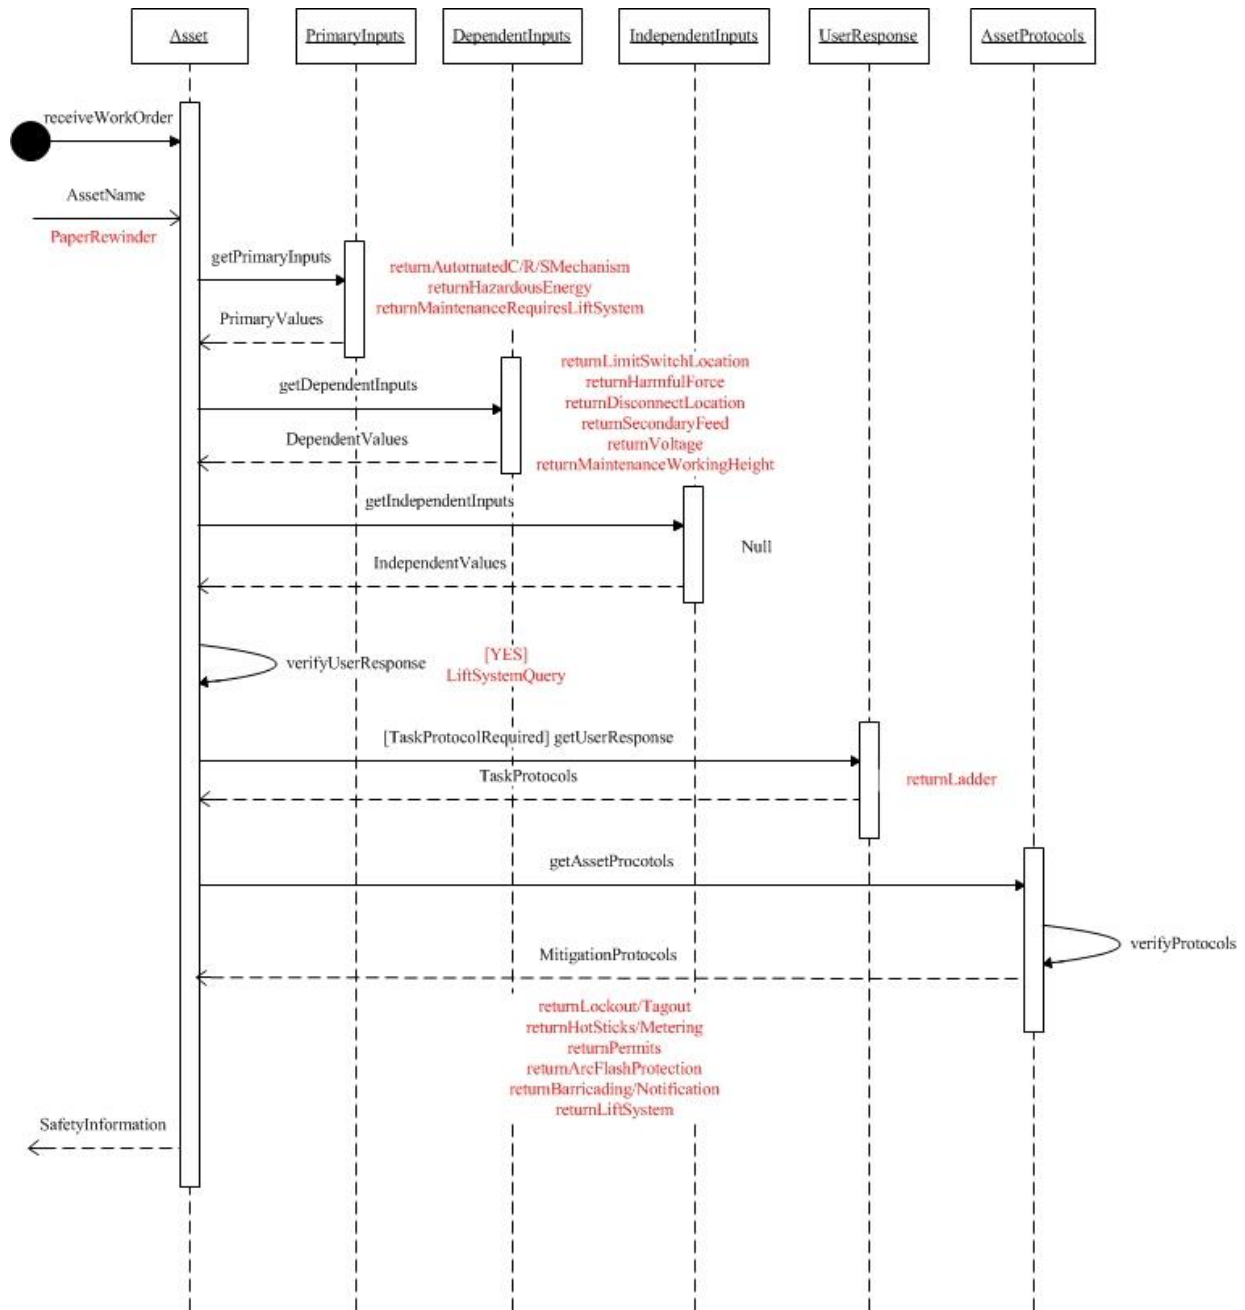 Asset
PrimaryInputs
DependentInputs
IndependentInputs
UserResponse
AssetProtocols
receiveWorkOrder
AssetName
PaperRewinder
getPrimaryInputs
returnAutomatedC/R/SMechanism
returnHazardousEnergy
returnMaintenanceRequiresLiftSystem
PrimaryValues
returnLimitSwitchLocation
returnHarmfulForce
returnDisconnectLocation
returnSecondaryFeed
returnVoltage
returnMaintenanceWorkingHeight
getDependentInputs
DependentValues
getIndependentInputs
Null
IndependentValues
verifyUserResponse
[YES]
LiftSystemQuery
[TaskProtocolRequired] getUserResponse
TaskProtocols
returnLadder
getAssetProcotols
verifyProtocols
MitigationProtocols
returnLockout/Tagout
returnHotSticks/Metering
returnPermits
returnArcFlashProtection
returnBarricading/Notification
returnLiftSystem
SafetyInformation